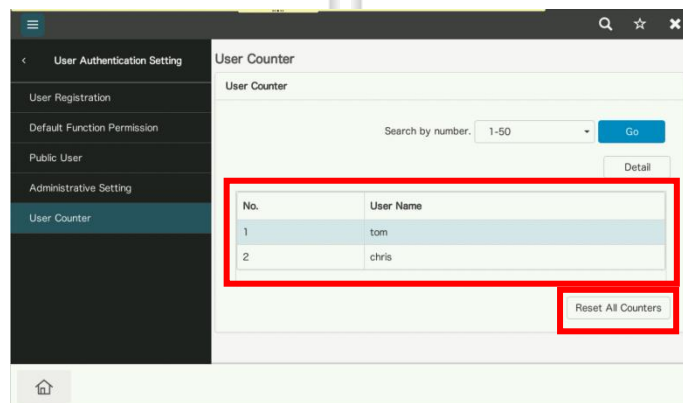 < User Authentication Setting
User Registration
Default Function Permission
Public User
Administrative Setting
User Counter
User Counter
User Counter
Search by number. 1-50 Go
Detail
No. User Name
1 tom
2 chris
Reset All Counters